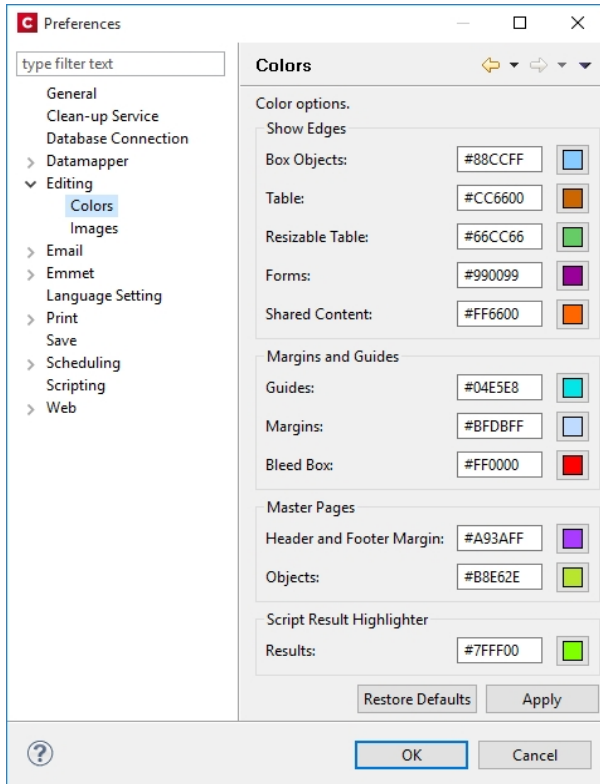 C Preferences
type filter text
General
Clean-up Service
Database Connection
Datamapper
Editing
Colors
Images
Email
Emmet
Language Setting
Print
Save
Scheduling
Scripting
Web
Colors
Color options.
Show Edges
Box Objects: #88CCFF
Table: #CC6600
Resizable Table: #66CC66
Forms: #990099
Shared Content: #FF6600
Margins and Guides
Guides: #04E5E8
Margins: #BFDBFF
Bleed Box: #FF0000
Master Pages
Header and Footer Margin: #A93AFF
Objects: #B8E62E
Script Result Highlighter
Results: #7FFF00
Restore Defaults Apply
? OK Cancel